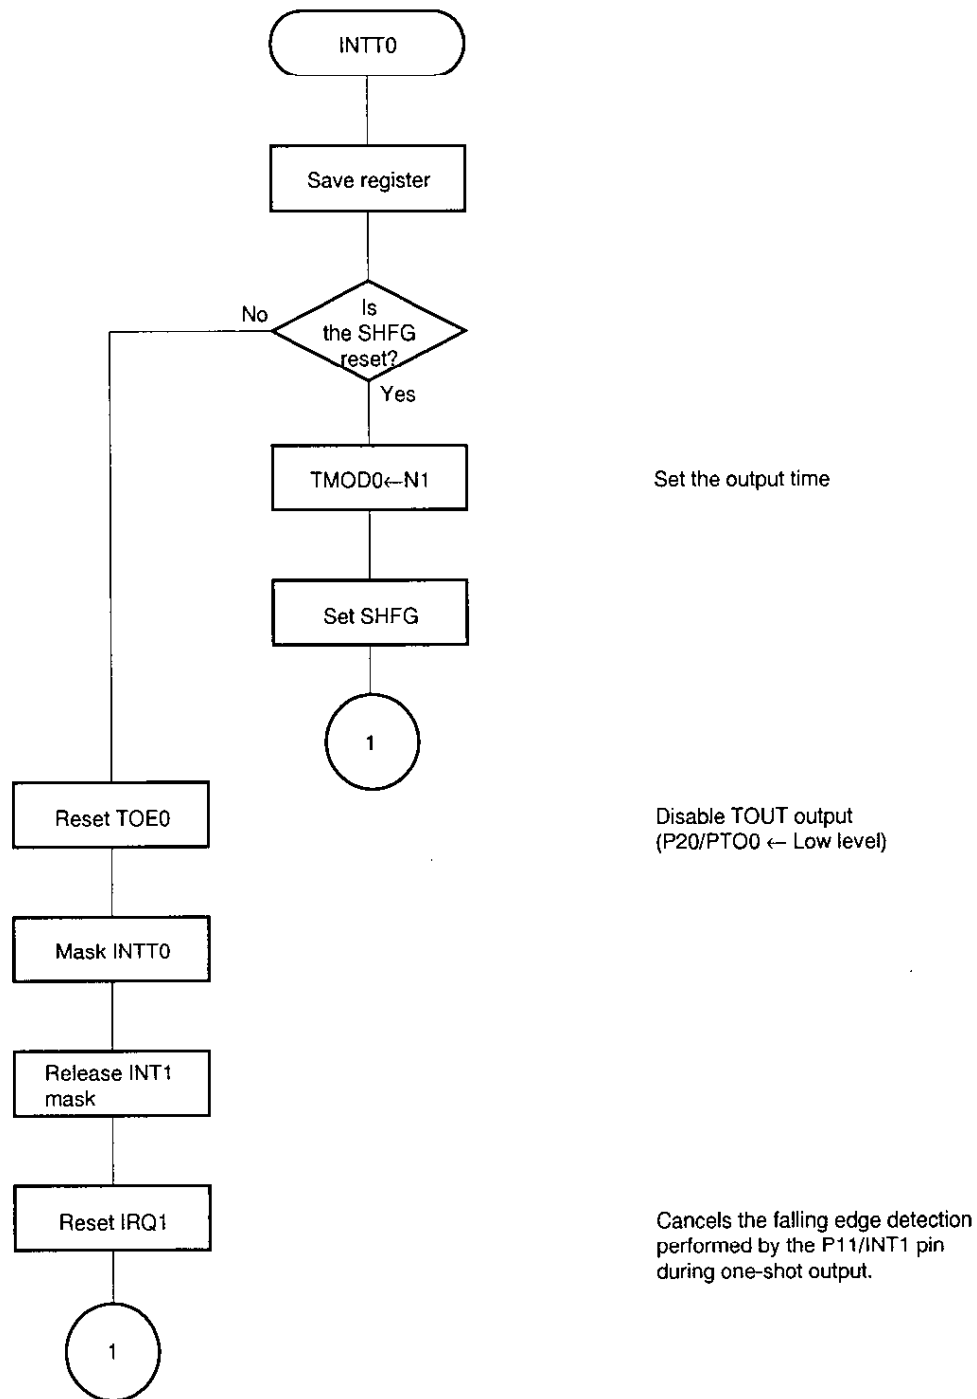 INTT0
Save register
Is
the SHFG
reset?
No
Yes
TMOD0←N1
Set the output time
Set SHFG
1
Reset TOE0
Disable TOUT output
(P20/PTO0 ← Low level)
Mask INTT0
Release INT1
mask
Reset IRQ1
Cancels the falling edge detection
performed by the P11/INT1 pin
during one-shot output.
1